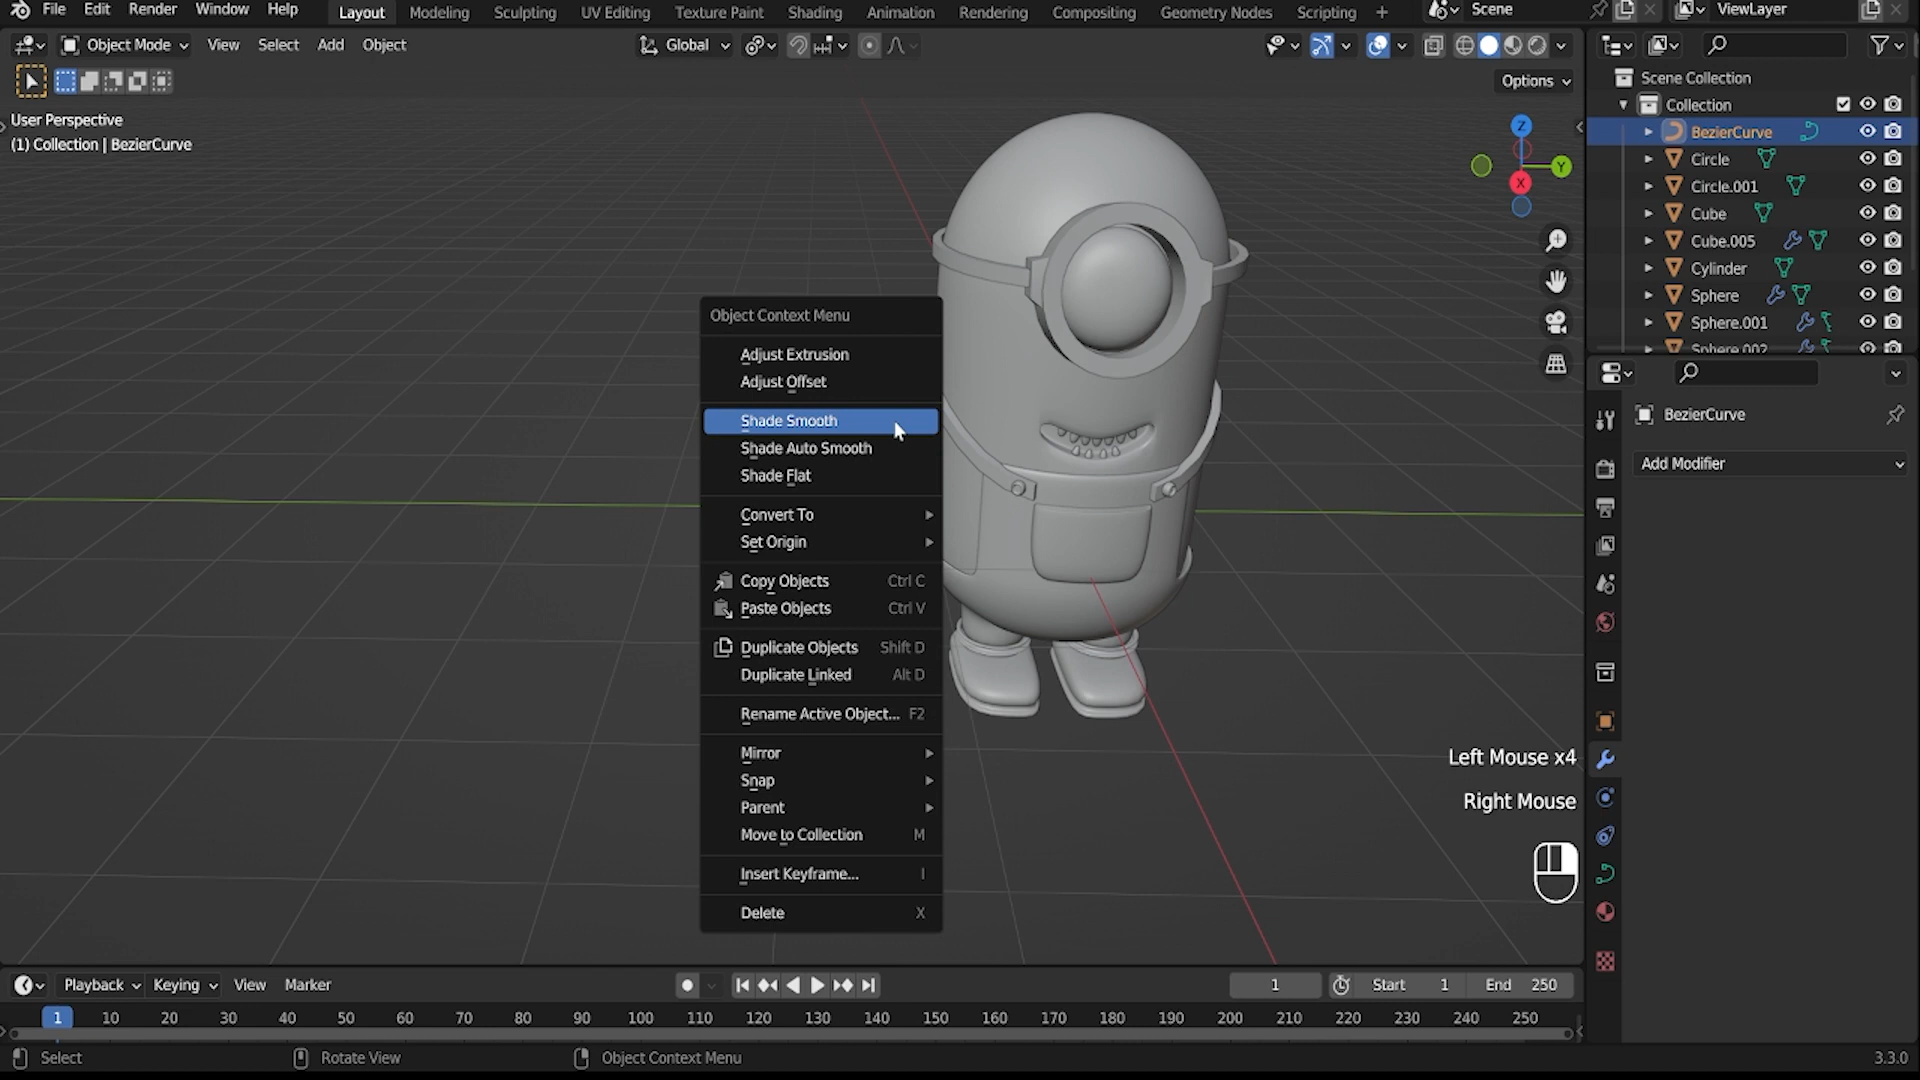 File Edit Render Window Help Layout Modeling Sculpting UV Editing Texture Paint Shading Animation Rendering Compositing Geometry Nodes Scripting + Scene ViewLayer
Object Mode View Select Add Object Global
Options
User Perspective
(1) Collection | BezierCurve
Z
Y
X
Object Context Menu
Adjust Extrusion
Adjust Offset
Shade Smooth
Shade Auto Smooth
Shade Flat
Convert To
Set Origin
Copy Objects Ctrl C
Paste Objects Ctrl V
Duplicate Objects Shift D
Duplicate Linked Alt D
Rename Active Object... F2
Mirror
Snap
Parent
Move to Collection M
Insert Keyframe... I
Delete X
Left Mouse x4
Right Mouse
Scene Collection
Collection
BezierCurve
Circle
Circle.001
Cube
Cube.005
Cylinder
Sphere
Sphere.001
Sphere.002
BezierCurve
Add Modifier
Playback Keying View Marker 1 Start 1 End 250
1 10 20 30 40 50 60 70 80 90 100 110 120 130 140 150 160 170 180 190 200 210 220 230 240 250
Select Rotate View Object Context Menu 3.3.0